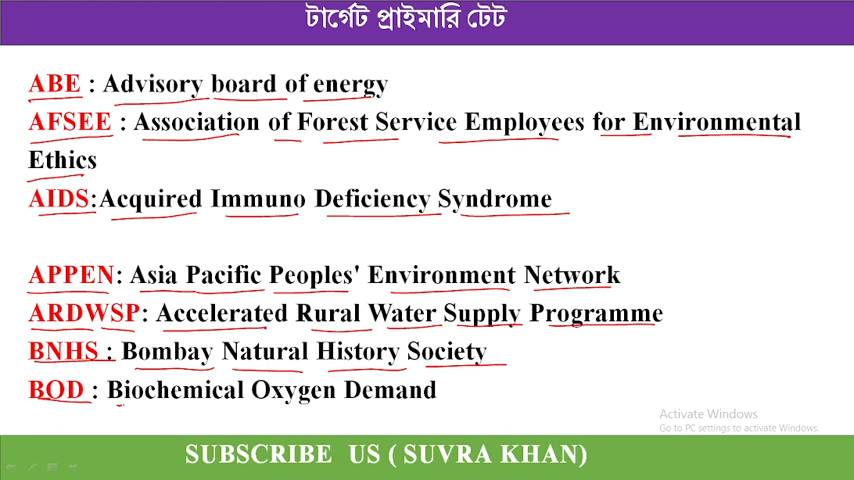 টার্গেট প্রাইমারি টেট
ABE : Advisory board of energy
AFSEE : Association of Forest Service Employees for Environmental
Ethics
AIDS:Acquired Immuno Deficiency Syndrome
APPEN: Asia Pacific Peoples' Environment Network
ARDWSP: Accelerated Rural Water Supply Programme
BNHS : Bombay Natural History Society
BOD : Biochemical Oxygen Demand
Activate Windows
Go to PC settings to activate Windows.
SUBSCRIBE US ( SUVRA KHAN)